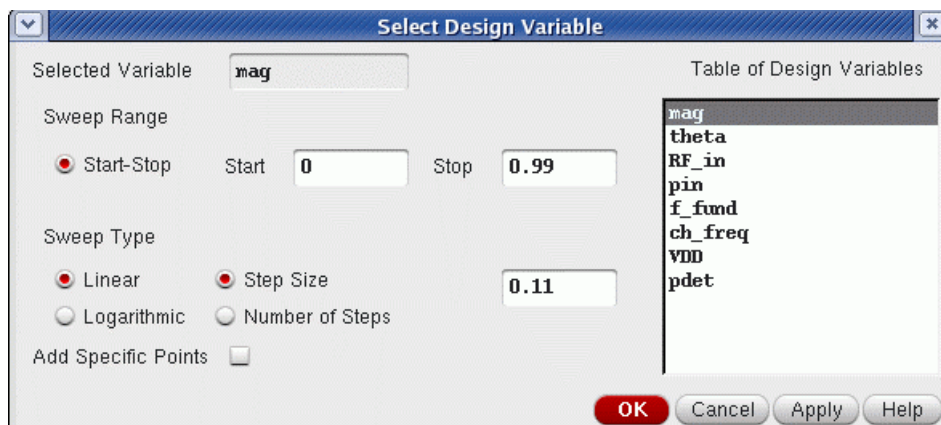 Select Design Variable
Selected Variable mag
Table of Design Variables
Sweep Range
Start-Stop Start 0 Stop 0.99
Sweep Type
Linear Step Size 0.11
Logarithmic Number of Steps
Add Specific Points
mag
theta
RF_in
pin
f_fund
ch_freq
VDD
pdet
OK Cancel Apply Help